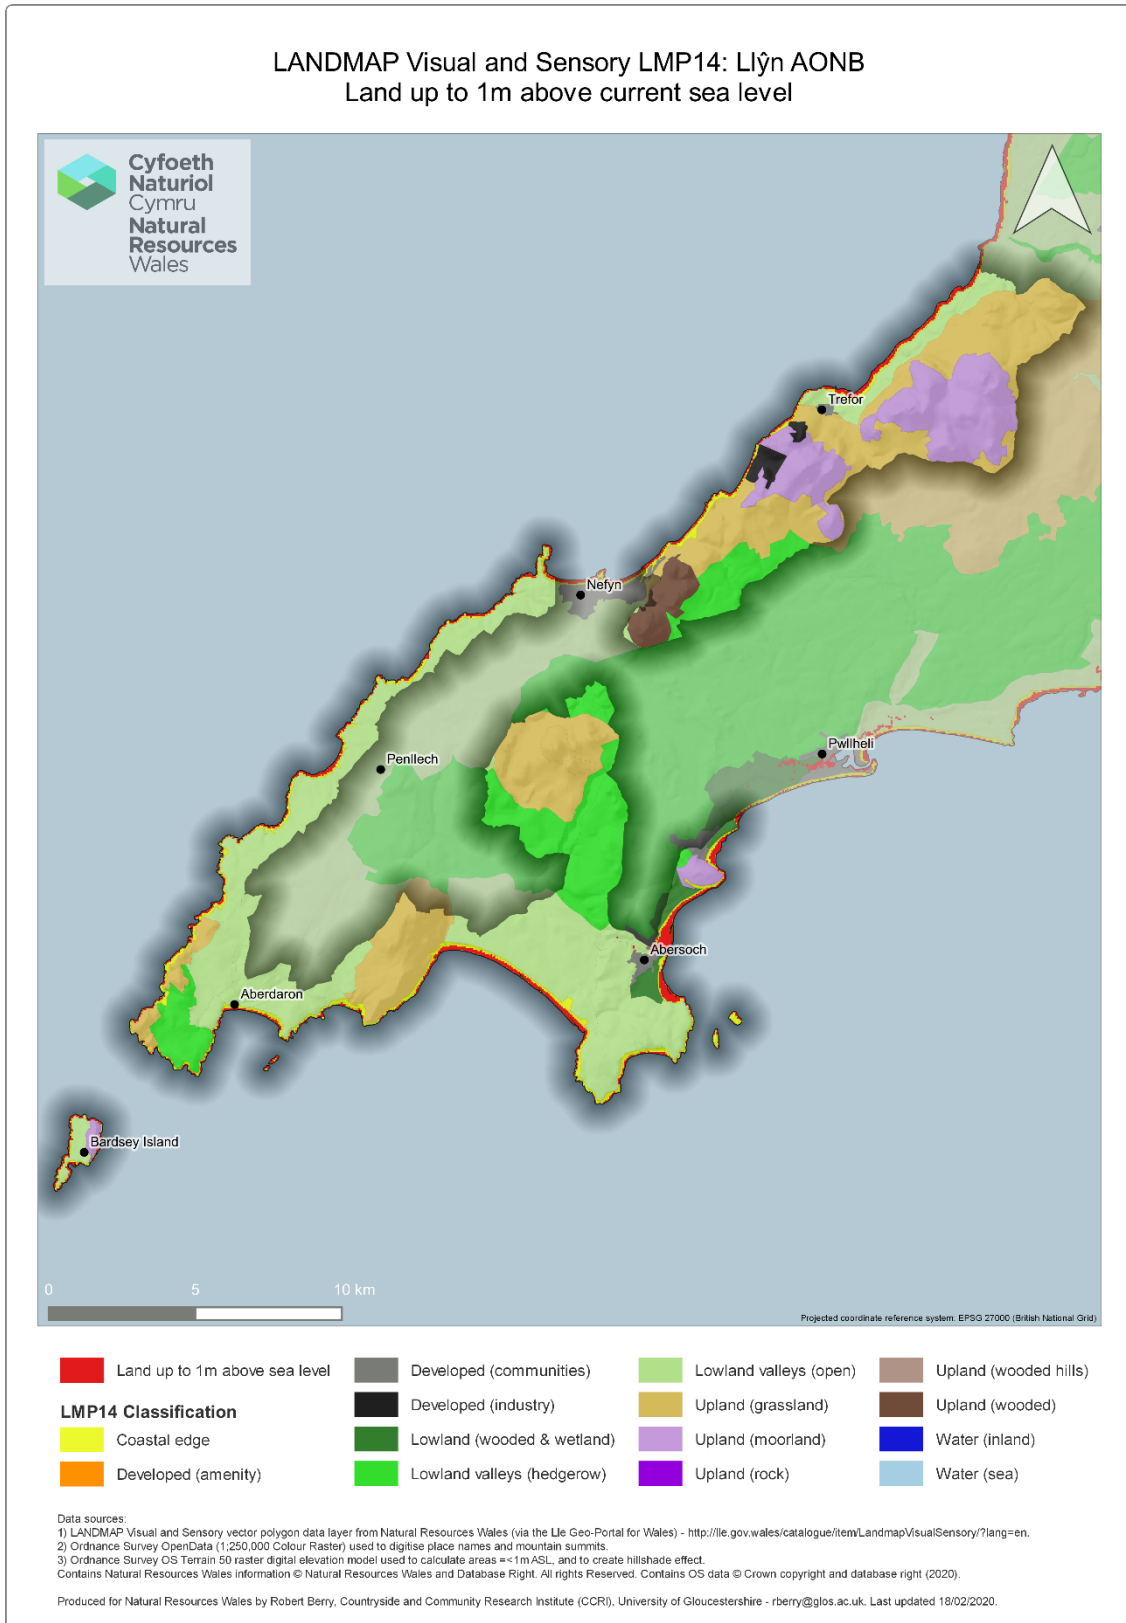 LANDMAP Visual and Sensory LMP14: Llŷn AONB
Land up to 1m above current sea level
Cyfoeth
Naturiol
Cymru
Natural
Resources
Wales
Trefor
Nefyn
Pwllheli
Penllech
Abersoch
Aberdaron
Bardsey Island
0 5 10 km
Projected coordinate reference system: EPSG 27000 (British National Grid)
Land up to 1m above sea level
LMP14 Classification
Coastal edge
Developed (amenity)
Developed (communities)
Developed (industry)
Lowland (wooded & wetland)
Lowland valleys (hedgerow)
Lowland valleys (open)
Upland (grassland)
Upland (moorland)
Upland (rock)
Upland (wooded hills)
Upland (wooded)
Water (inland)
Water (sea)
Data sources:
1) LANDMAP Visual and Sensory vector polygon data layer from Natural Resources Wales (via the Lle Geo-Portal for Wales) - http://lle.gov.wales/catalogue/item/LandmapVisualSensory/?lang=en.
2) Ordnance Survey OpenData (1;250,000 Colour Raster) used to digitise place names and mountain summits.
3) Ordnance Survey OS Terrain 50 raster digital elevation model used to calculate areas =<1m ASL, and to create hillshade effect.
Contains Natural Resources Wales information © Natural Resources Wales and Database Right. All rights Reserved. Contains OS data © Crown copyright and database right (2020).
Produced for Natural Resources Wales by Robert Berry, Countryside and Community Research Institute (CCRI), University of Gloucestershire - rberry@glos.ac.uk. Last updated 18/02/2020.